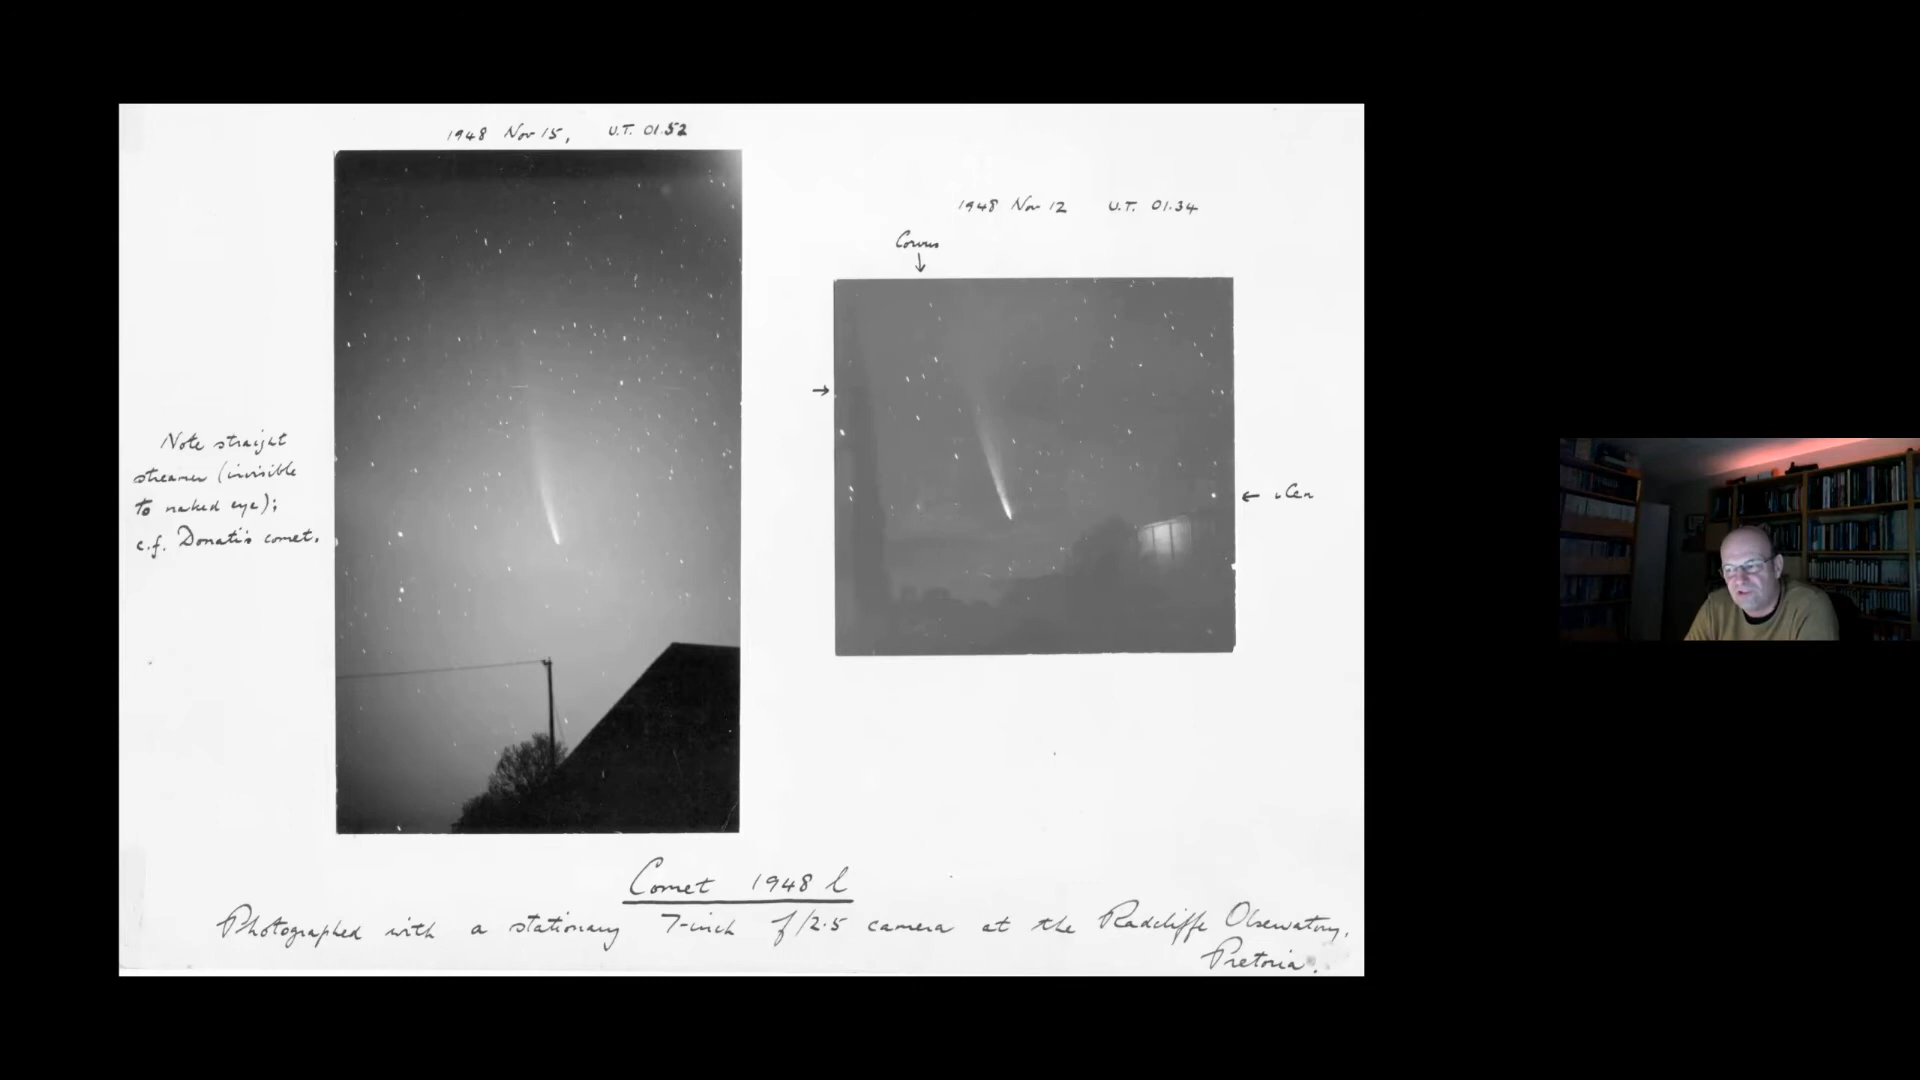 1948 Nov 15, U.T. 01.52
1948 Nov 12 U.T. 01.34
Corvus
Note straight
streamer (invisible
to naked eye);
c.f. Donati's comet.
ι Cen
Comet 1948 l
Photographed with a stationary 7-inch f/2.5 camera at the Radcliffe Observatory,
Pretoria.